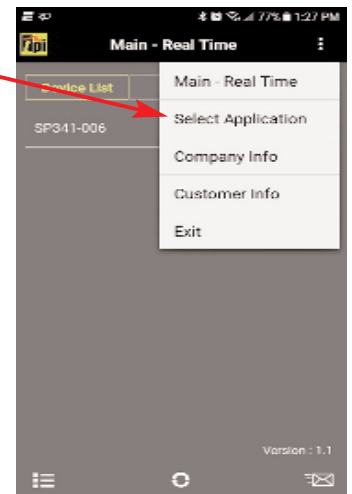 77% 1:27 PM
tpi Main - Real Time
Device List
SP341-006
Main - Real Time
Select Application
Company Info
Customer Info
Exit
Version : 1.1